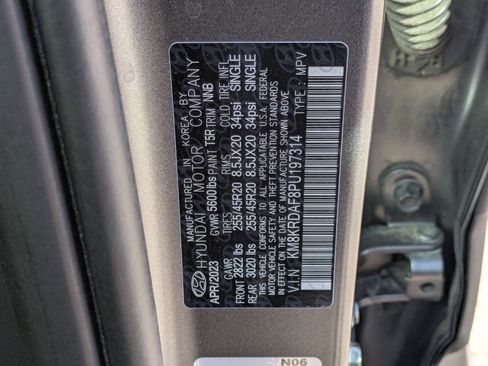 MANUFACTURED IN KOREA BY
HYUNDAI MOTOR COMPANY
APR/2023 GVWR 5600 lbs PAINT T5R TRIM NNB
GAWR TIRES RIMS COLD TIRE INFL.
FRONT 2820 lbs 255/45R20 8.5JX20 34psi SINGLE
REAR 3020 lbs 255/45R20 8.5JX20 34psi SINGLE
THIS VEHICLE CONFORMS TO ALL APPLICABLE U.S.A. FEDERAL
MOTOR VEHICLE SAFETY AND THEFT PREVENTION STANDARDS
IN EFFECT ON THE DATE OF MANUFACTURE SHOWN ABOVE.
V.I.N : KM8KRDAF8PU197314 TYPE : MPV
N06